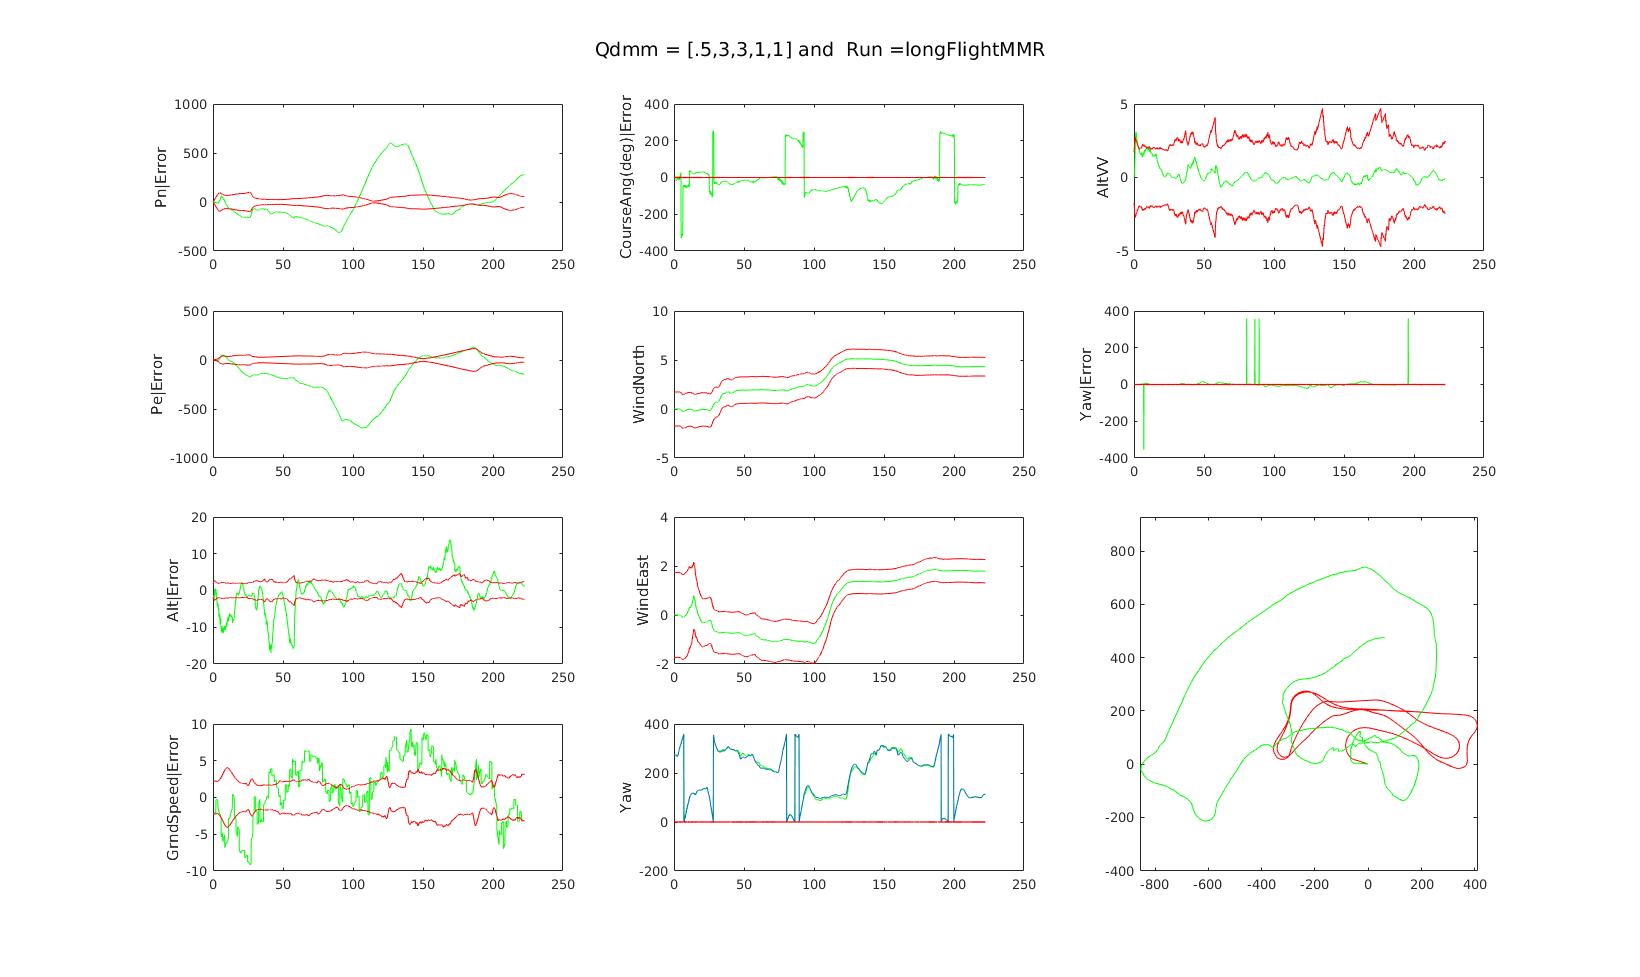 Qdmm = [.5,3,3,1,1] and  Run =longFlightMMR
Pn|Error
1000
500
0
-500
0 50 100 150 200 250
CourseAng(deg)|Error
400
200
0
-200
-400
0 50 100 150 200 250
AltVV
5
0
-5
0 50 100 150 200 250
Pe|Error
500
0
-500
-1000
0 50 100 150 200 250
WindNorth
10
5
0
-5
0 50 100 150 200 250
Yaw|Error
400
200
0
-200
-400
0 50 100 150 200 250
Alt|Error
20
10
0
-10
-20
0 50 100 150 200 250
WindEast
4
2
0
-2
0 50 100 150 200 250
GrndSpeed|Error
10
5
0
-5
-10
0 50 100 150 200 250
Yaw
400
200
0
-200
0 50 100 150 200 250
800
600
400
200
0
-200
-400
-800 -600 -400 -200 0 200 400